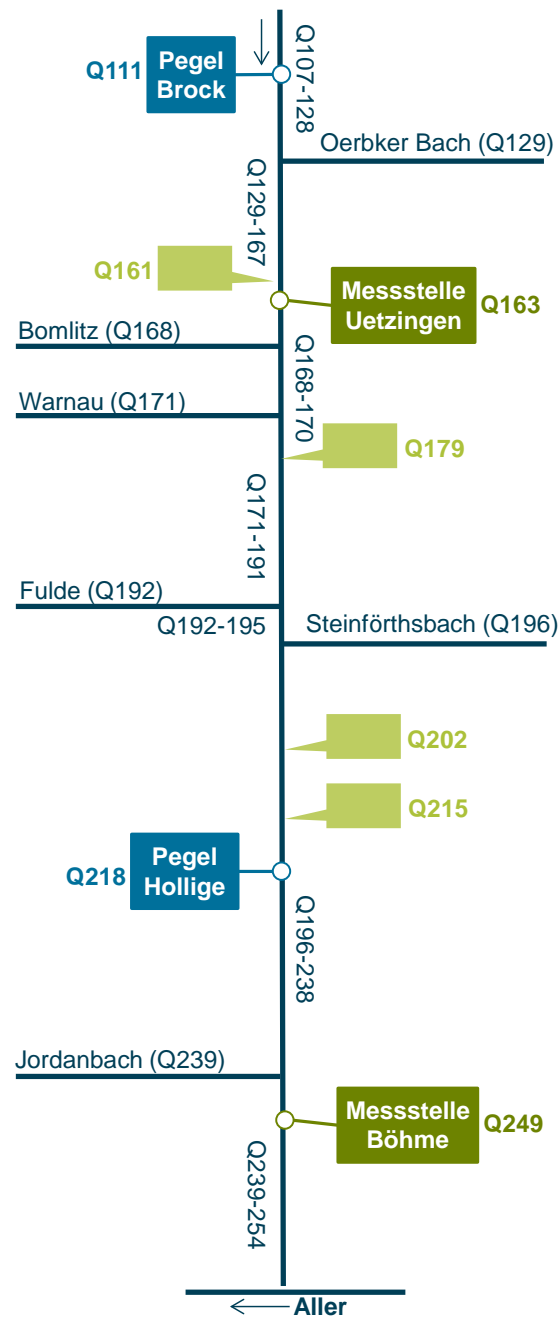 Q111
Pegel
Brock
Q107-128
Oerbker Bach (Q129)
Q129-167
Q161
Messstelle
Uetzingen
Q163
Bomlitz (Q168)
Q168-170
Warnau (Q171)
Q179
Q171-191
Fulde (Q192)
Q192-195
Steinförthsbach (Q196)
Q202
Q215
Pegel
Hollige
Q218
Q196-238
Jordanbach (Q239)
Messstelle
Böhme
Q249
Q239-254
Aller